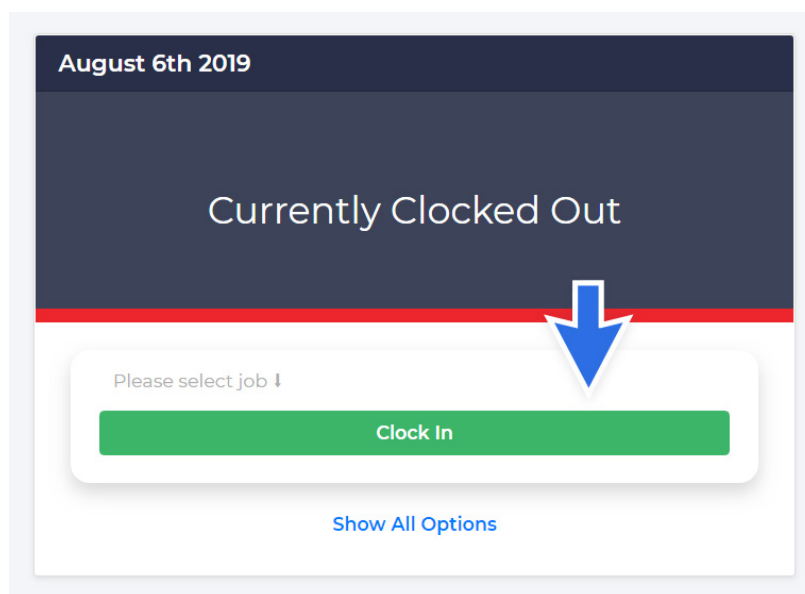 August 6th 2019
Currently Clocked Out
Please select job
Clock In
Show All Options